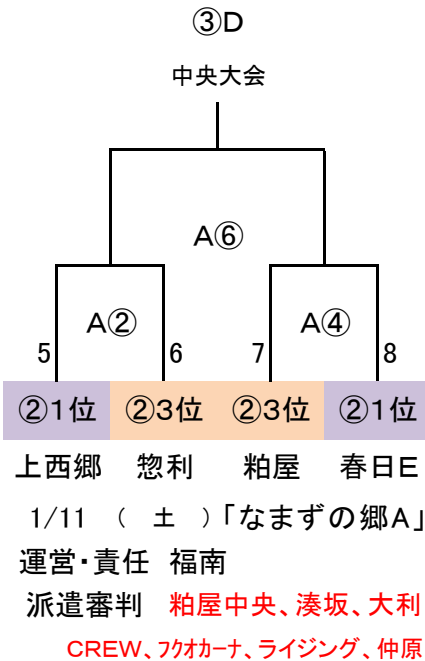 ③D
中央大会
A⑥
A② A④
5 6 7 8
②1位 ②3位 ②3位 ②1位
上西郷 惣利 粕屋 春日E
1/11 ( 土 )「なまずの郷A」
運営・責任 福南
派遣審判 粕屋中央、湊坂、大利
CREW、フクオカーナ、ライジング、仲原